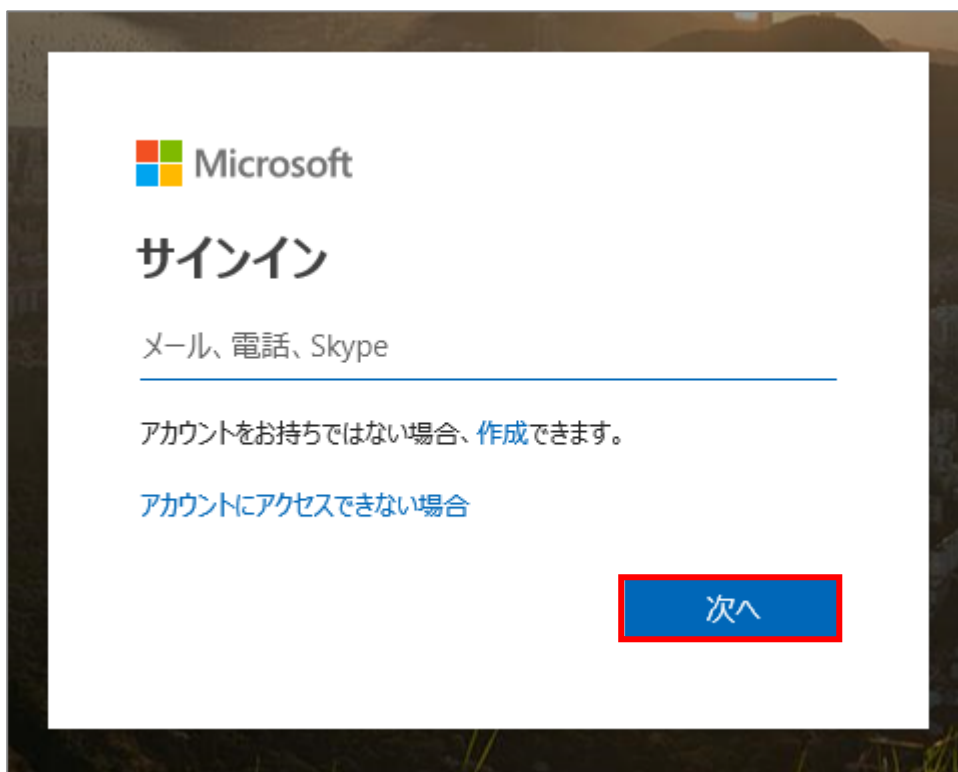 Microsoft
サインイン
メール、電話、Skype
アカウントをお持ちではない場合、作成できます。
アカウントにアクセスできない場合
次へ